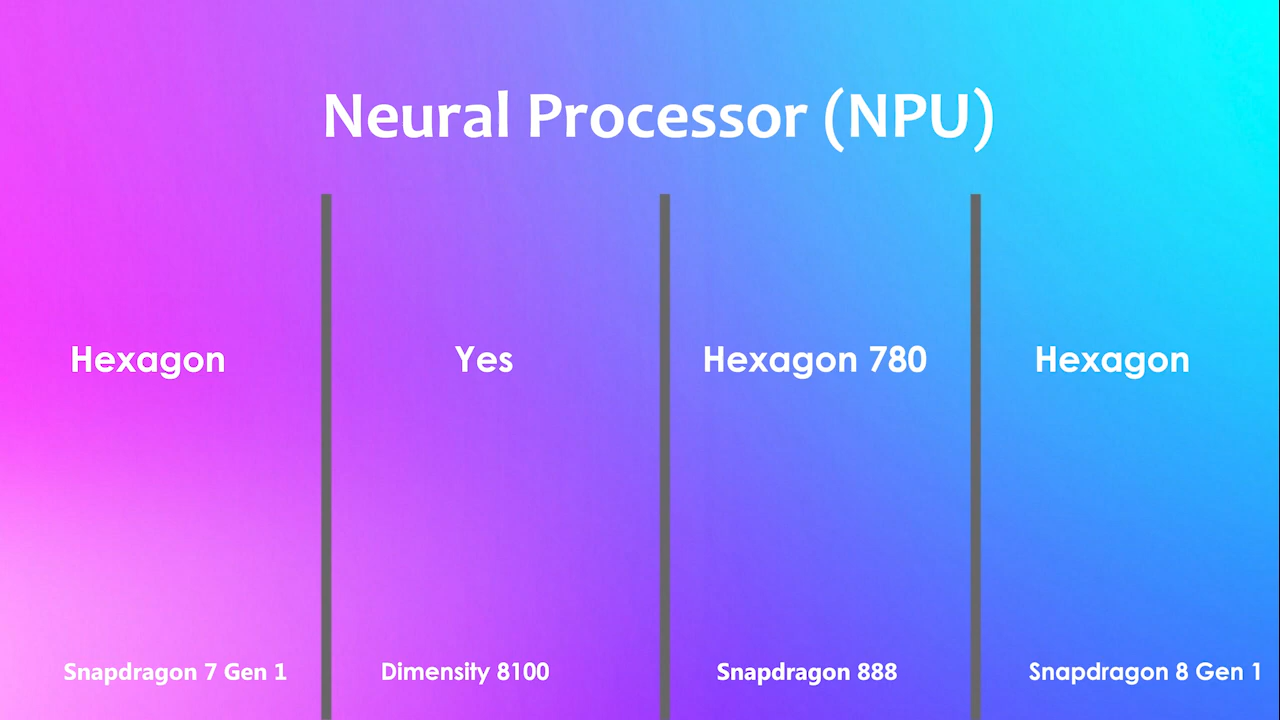 Neural Processor (NPU)
Hexagon
Yes
Hexagon 780
Hexagon
Snapdragon 7 Gen 1
Dimensity 8100
Snapdragon 888
Snapdragon 8 Gen 1